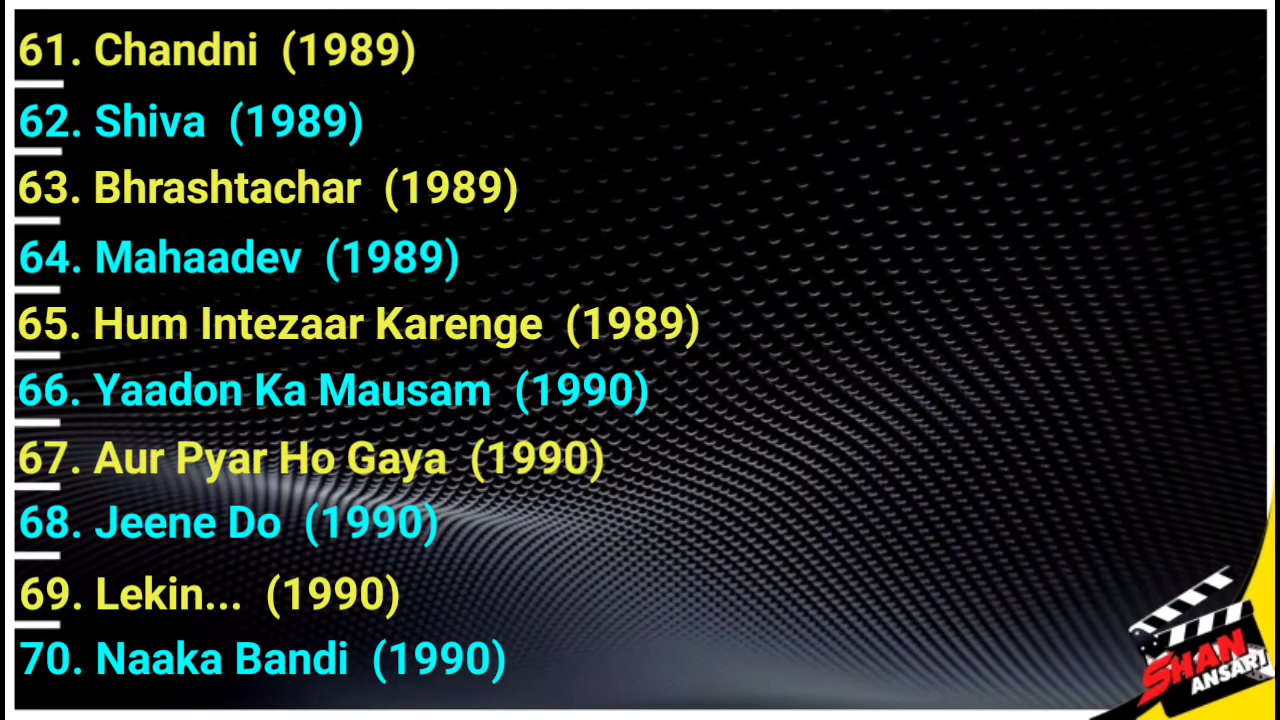 61. Chandni (1989)
62. Shiva (1989)
63. Bhrashtachar (1989)
64. Mahaadev (1989)
65. Hum Intezaar Karenge (1989)
66. Yaadon Ka Mausam (1990)
67. Aur Pyar Ho Gaya (1990)
68. Jeene Do (1990)
69. Lekin... (1990)
70. Naaka Bandi (1990)
SHAN
ANSARI